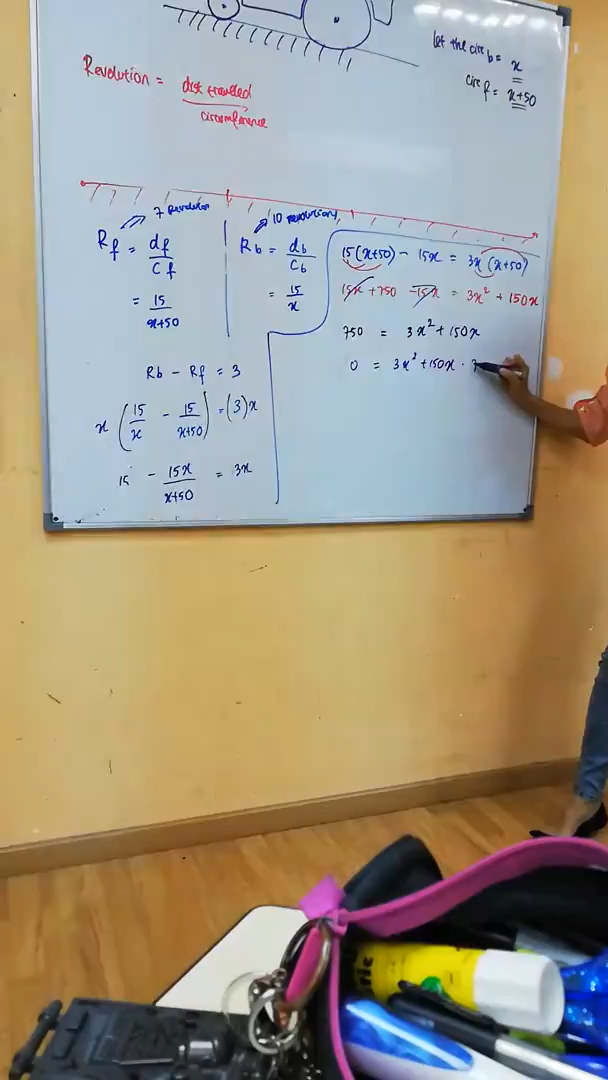 let the circ b = x
circ f = x+50
Revolution = dist travelled / circumference
7 revolution
10 revolutions
Rf = df / Cf
= 15 / x+50
Rb = db / Cb
= 15 / x
Rb - Rf = 3
x ( 15/x - 15/x+50 ) = (3) x
15 - 15x / x+50 = 3x
15(x+50) - 15x = 3x(x+50)
15x + 750 - 15x = 3x² + 150x
750 = 3x² + 150x
0 = 3x² + 150x - 7